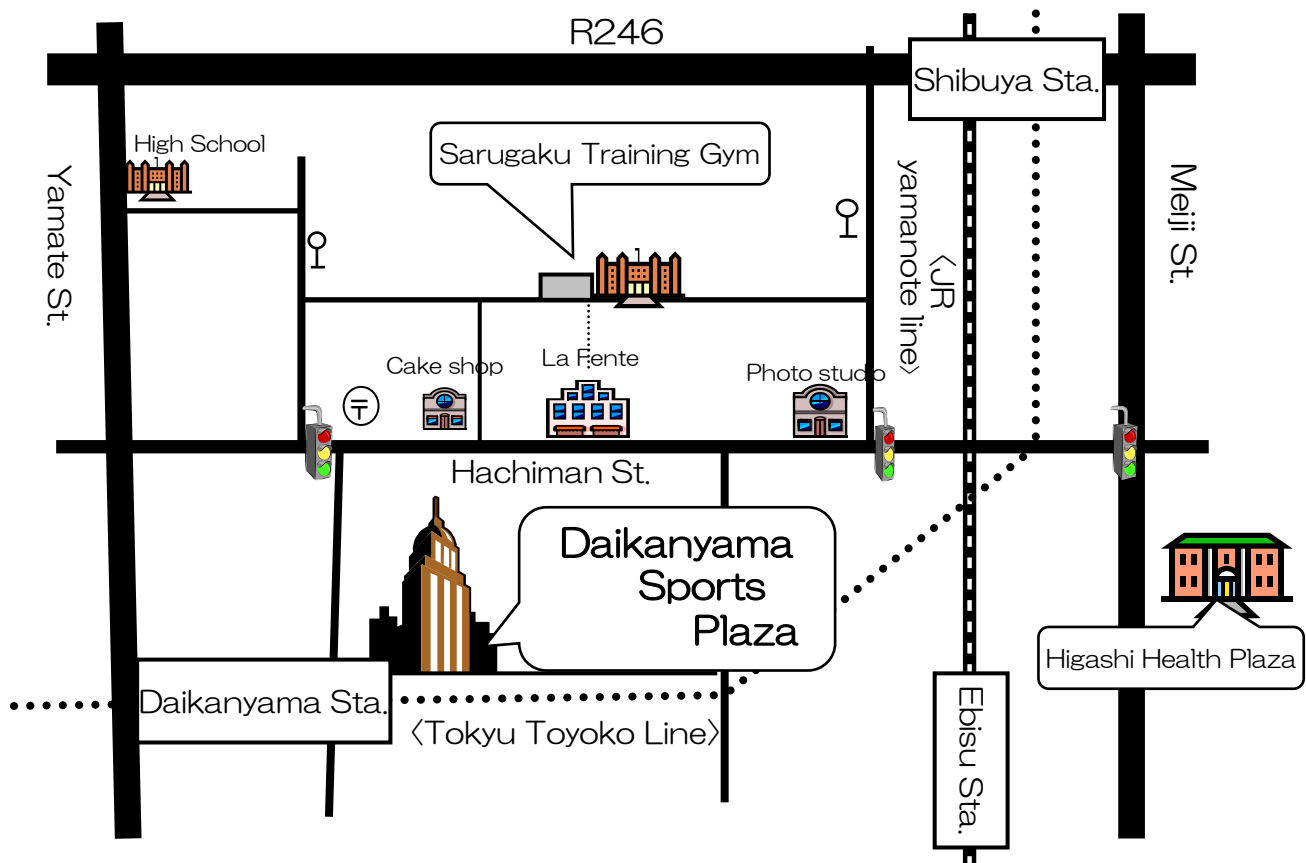 R246
Shibuya Sta.
High School
Sarugaku Training Gym
Yamate St.
〈JR
yamanote line〉
Meiji St.
Cake shop
La Fente
Photo studio
〒
Hachiman St.
Daikanyama
Sports
Plaza
Higashi Health Plaza
Daikanyama Sta.
〈Tokyu Toyoko Line〉
Ebisu Sta.